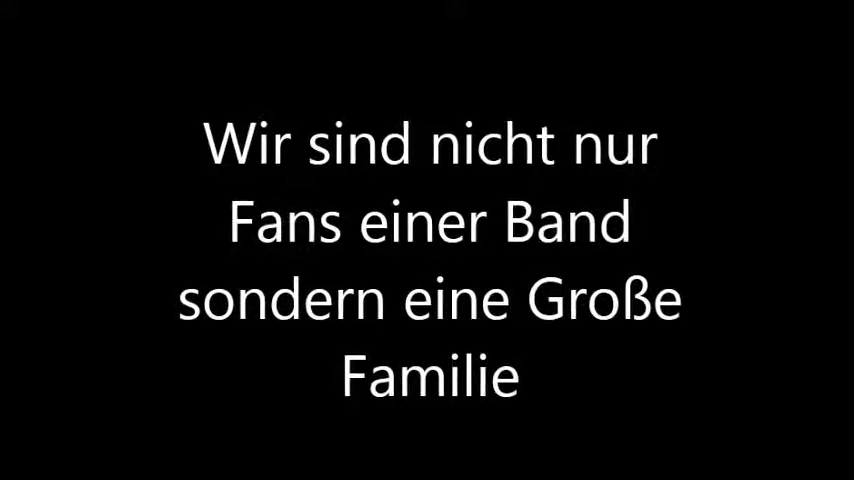 Wir sind nicht nur
Fans einer Band
sondern eine Große
Familie